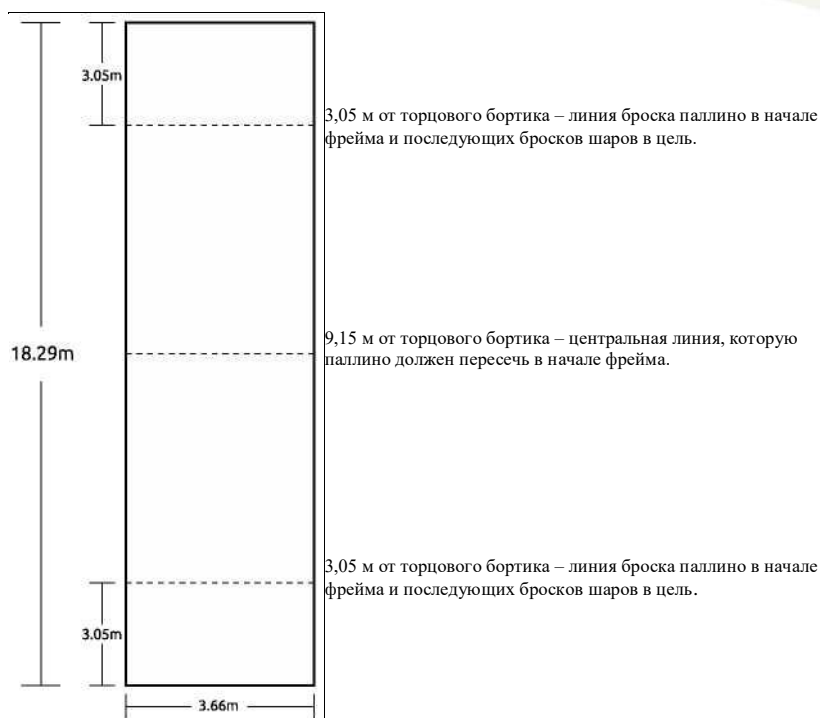 3.05m
3,05 м от торцового бортика – линия броска паллино в начале
фрейма и последующих бросков шаров в цель.
18.29m
9,15 м от торцового бортика – центральная линия, которую
паллино должен пересечь в начале фрейма.
3,05 м от торцового бортика – линия броска паллино в начале
фрейма и последующих бросков шаров в цель.
3.05m
3.66m